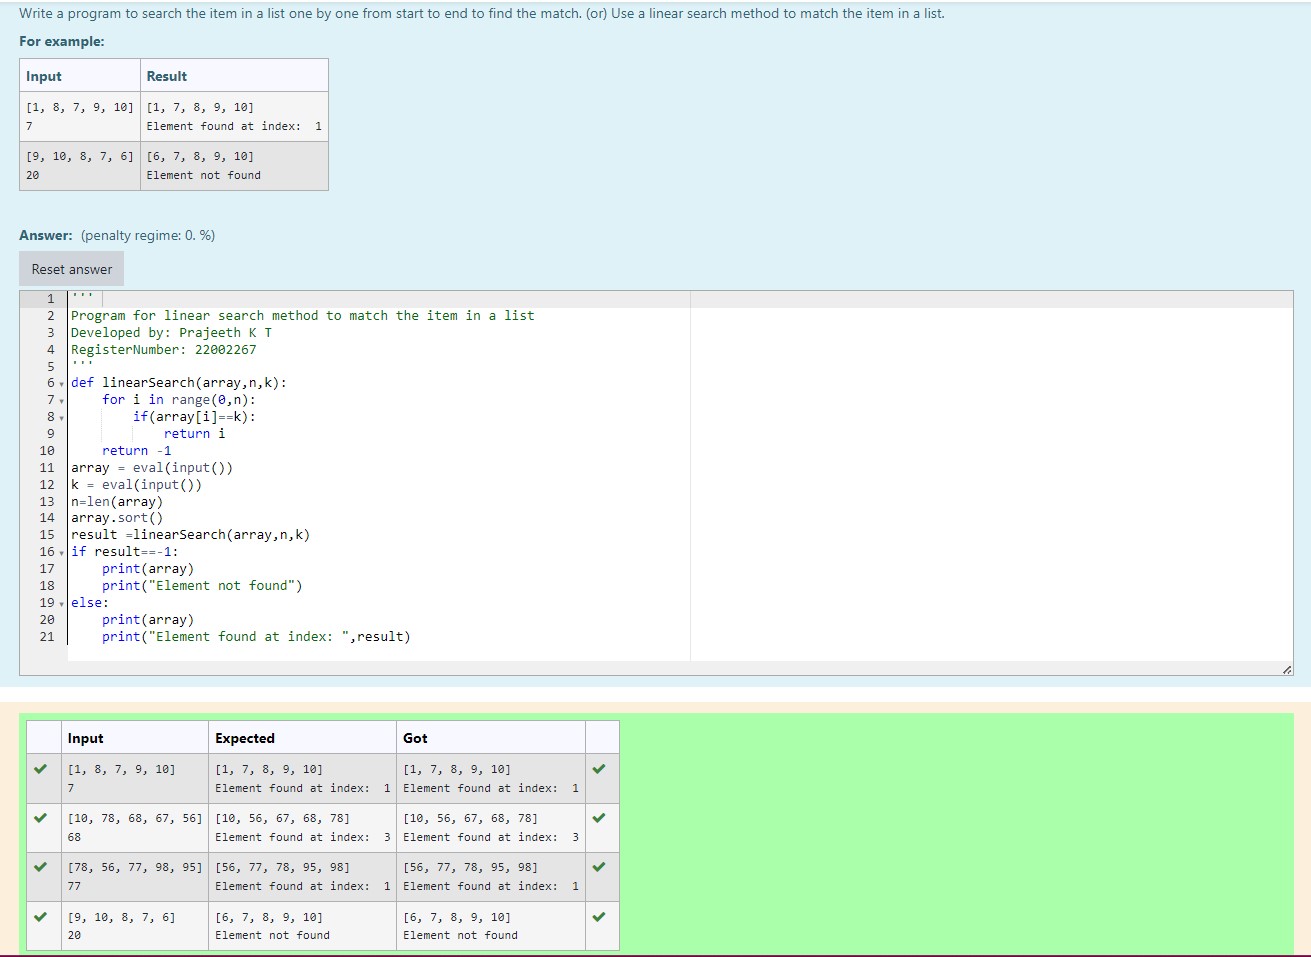 Write a program to search the item in a list one by one from start to end to find the match. (or) Use a linear search method to match the item in a list.
For example:
Input Result
[1, 8, 7, 9, 10] [1, 7, 8, 9, 10]
7 Element found at index:  1
[9, 10, 8, 7, 6] [6, 7, 8, 9, 10]
20 Element not found
Answer: (penalty regime: 0. %)
Reset answer
1 '''
2 Program for linear search method to match the item in a list
3 Developed by: Prajeeth K T
4 RegisterNumber: 22002267
5 '''
6 def linearSearch(array,n,k):
7     for i in range(0,n):
8         if(array[i]==k):
9             return i
10     return -1
11 array = eval(input())
12 k = eval(input())
13 n=len(array)
14 array.sort()
15 result =linearSearch(array,n,k)
16 if result==-1:
17     print(array)
18     print("Element not found")
19 else:
20     print(array)
21     print("Element found at index: ",result)
Input Expected Got
[1, 8, 7, 9, 10] [1, 7, 8, 9, 10] [1, 7, 8, 9, 10]
7 Element found at index:  1 Element found at index:  1
[10, 78, 68, 67, 56] [10, 56, 67, 68, 78] [10, 56, 67, 68, 78]
68 Element found at index:  3 Element found at index:  3
[78, 56, 77, 98, 95] [56, 77, 78, 95, 98] [56, 77, 78, 95, 98]
77 Element found at index:  1 Element found at index:  1
[9, 10, 8, 7, 6] [6, 7, 8, 9, 10] [6, 7, 8, 9, 10]
20 Element not found Element not found